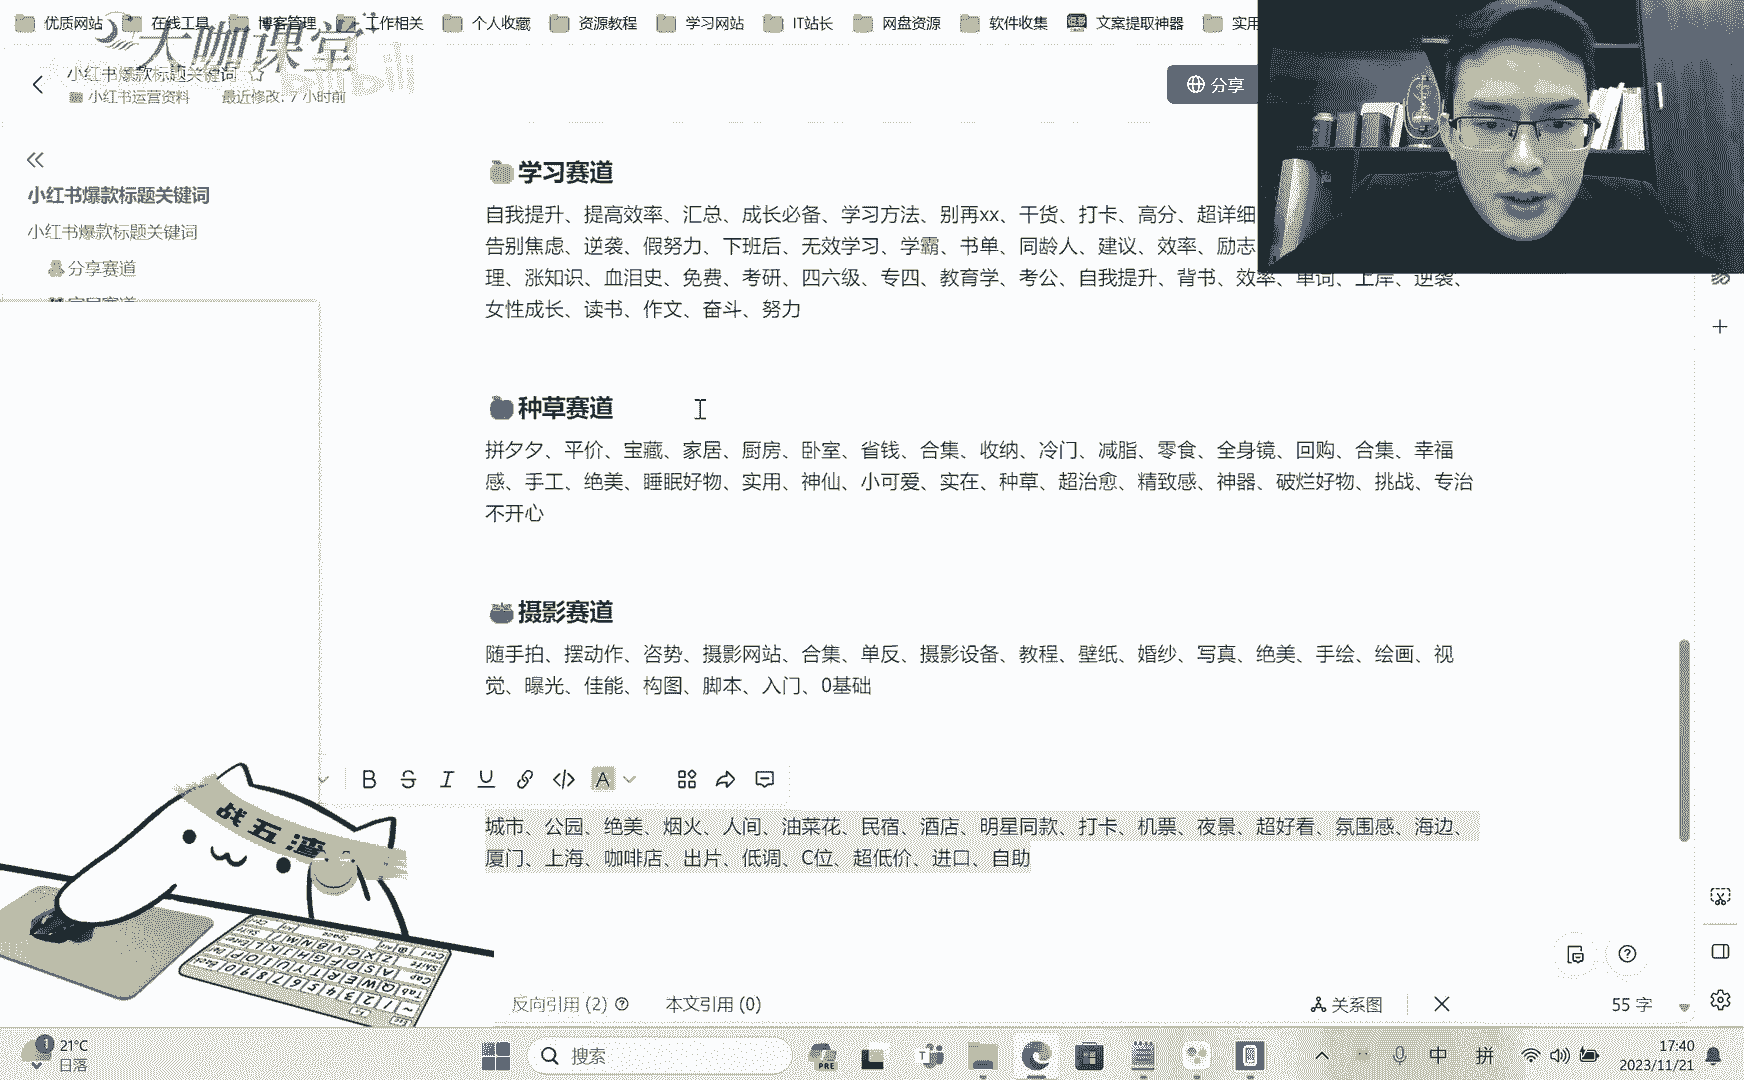 优质网站 在线工具 博客管理 工作相关 个人收藏 资源教程 学习网站 IT站长 网盘资源 软件收集 文案提取神器 实用
大咖课堂
bilibili
小红书爆款标题关键词
小红书运营资料 最近修改: 7 小时前
分享
小红书爆款标题关键词
小红书爆款标题关键词
分享赛道
学习赛道
自我提升、提高效率、汇总、成长必备、学习方法、别再xx、干货、打卡、高分、超详细
告别焦虑、逆袭、假努力、下班后、无效学习、学霸、书单、同龄人、建议、效率、励志
理、涨知识、血泪史、免费、考研、四六级、专四、教育学、考公、自我提升、背书、效率、单词、上岸、逆袭、
女性成长、读书、作文、奋斗、努力
种草赛道
拼夕夕、平价、宝藏、家居、厨房、卧室、省钱、合集、收纳、冷门、减脂、零食、全身镜、回购、合集、幸福
感、手工、绝美、睡眠好物、实用、神仙、小可爱、实在、种草、超治愈、精致感、神器、破烂好物、挑战、专治
不开心
摄影赛道
随手拍、摆动作、咨势、摄影网站、合集、单反、摄影设备、教程、壁纸、婚纱、写真、绝美、手绘、绘画、视
觉、曝光、佳能、构图、脚本、入门、0基础
B S I U A
城市、公园、绝美、烟火、人间、油菜花、民宿、酒店、明星同款、打卡、机票、夜景、超好看、氛围感、海边、
厦门、上海、咖啡店、出片、低调、C位、超低价、进口、自助
战五渣
反向引用 (2) 本文引用 (0) 关系图 55 字
1 21°C
日落
搜索
PRE
中 拼
17:40
2023/11/21